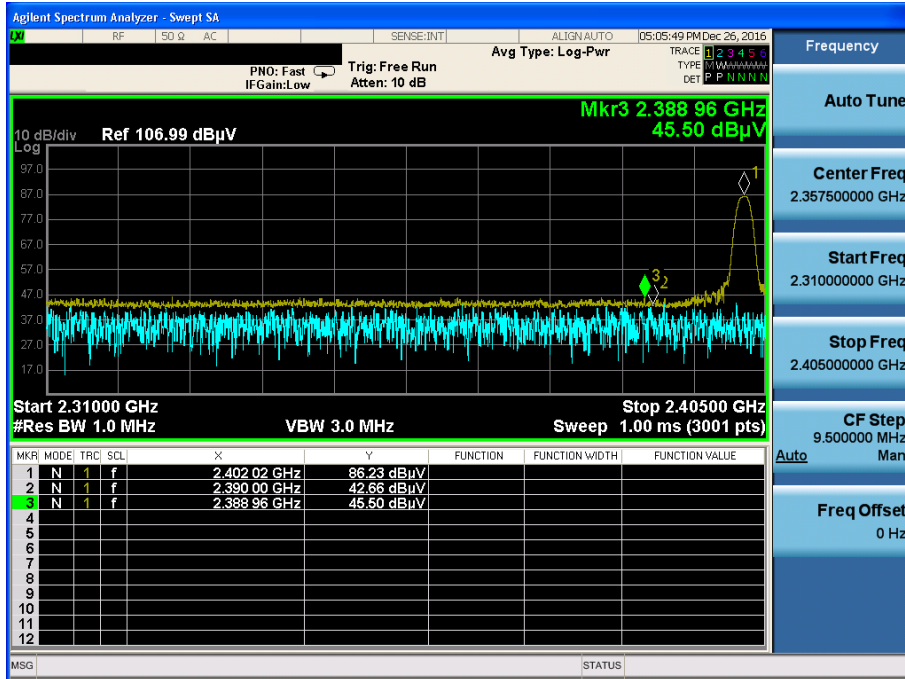 Agilent Spectrum Analyzer - Swept SA
LXI RF 50 Ω AC SENSE:INT ALIGN AUTO 05:05:49 PM Dec 26, 2016
Avg Type: Log-Pwr
TRACE 1 2 3 4 5 6
PNO: Fast Trig: Free Run
TYPE M W W W W W
IFGain:Low Atten: 10 dB
DET P P N N N N
Mkr3 2.388 96 GHz
45.50 dBµV
10 dB/div Ref 106.99 dBµV
Log
97.0
87.0
77.0
67.0
57.0
47.0
37.0
27.0
17.0
1
3
2
Start 2.31000 GHz Stop 2.40500 GHz
#Res BW 1.0 MHz VBW 3.0 MHz Sweep 1.00 ms (3001 pts)
MKR MODE TRC SCL X Y FUNCTION FUNCTION WIDTH FUNCTION VALUE
1 N 1 f 2.402 02 GHz 86.23 dBµV
2 N 1 f 2.390 00 GHz 42.66 dBµV
3 N 1 f 2.388 96 GHz 45.50 dBµV
4
5
6
7
8
9
10
11
12
MSG STATUS
Frequency
Auto Tune
Center Freq
2.357500000 GHz
Start Freq
2.310000000 GHz
Stop Freq
2.405000000 GHz
CF Step
9.500000 MHz
Auto Man
Freq Offset
0 Hz